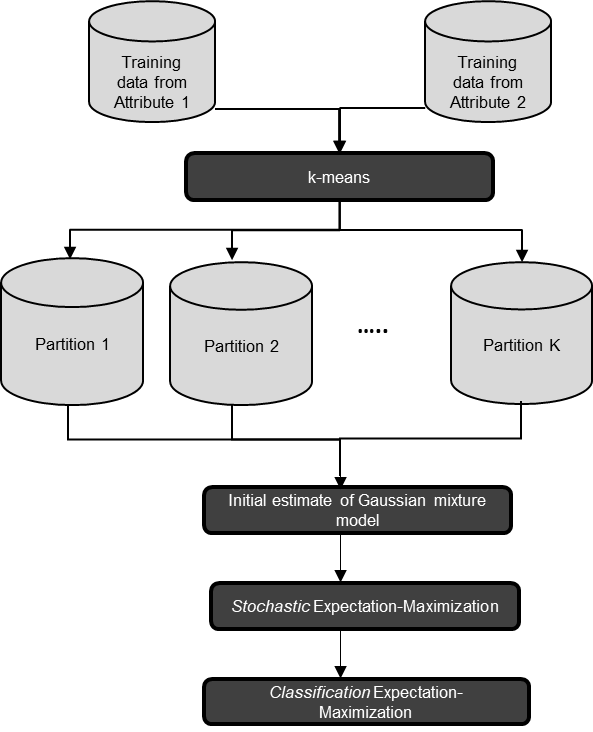 Training
data from
Attribute 1
Training
data from
Attribute 2
k-means
Partition 1
Partition 2
.....
Partition K
Initial estimate of Gaussian mixture
model
Stochastic Expectation-Maximization
Classification Expectation-
Maximization